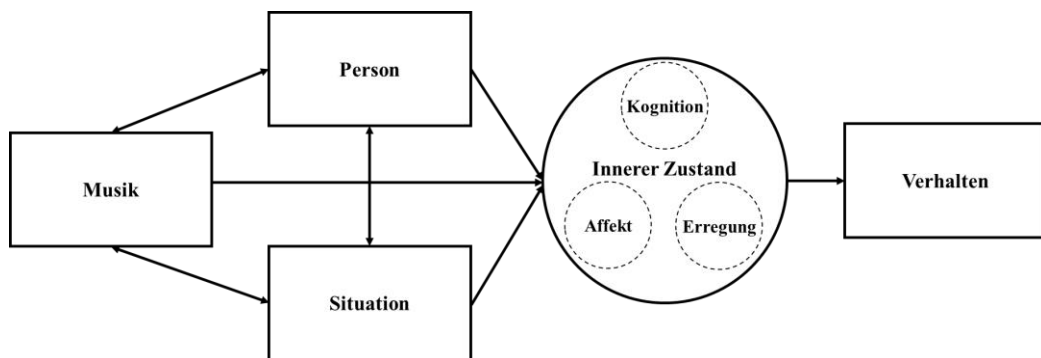 Person
Kognition
Musik
Innerer Zustand
Verhalten
Affekt
Erregung
Situation